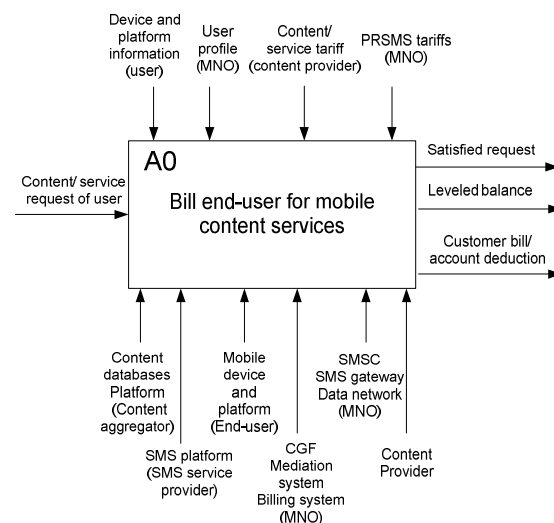 Device and
platform
information
(user)
User
profile
(MNO)
Content/
service tariff
(content provider)
PRSMS tariffs
(MNO)
A0
Bill end-user for mobile
content services
Content/ service
request of user
Satisfied request
Leveled balance
Customer bill/
account deduction
Content
databases
Platform
(Content
aggregator)
SMS platform
(SMS service
provider)
Mobile
device
and
platform
(End-user)
CGF
Mediation
system
Billing system
(MNO)
SMSC
SMS gateway
Data network
(MNO)
Content
Provider